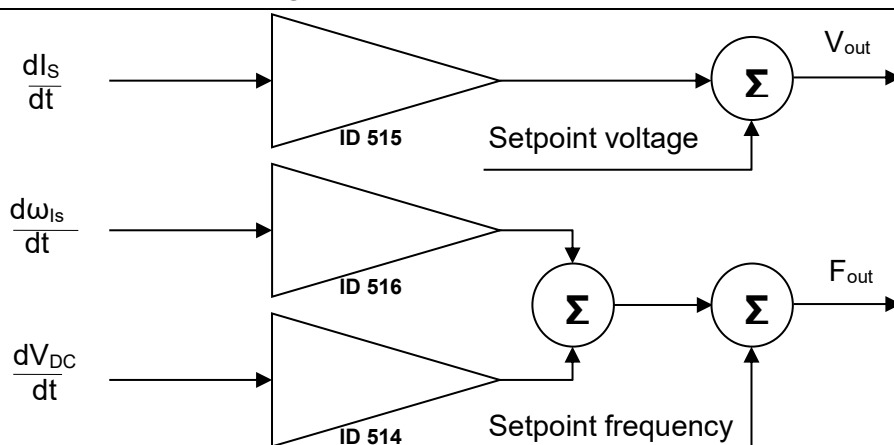 dI_S
dt
ID 515
Σ
V_out
Setpoint voltage
dω_Is
dt
ID 516
Σ
Σ
F_out
dV_DC
dt
ID 514
Setpoint frequency